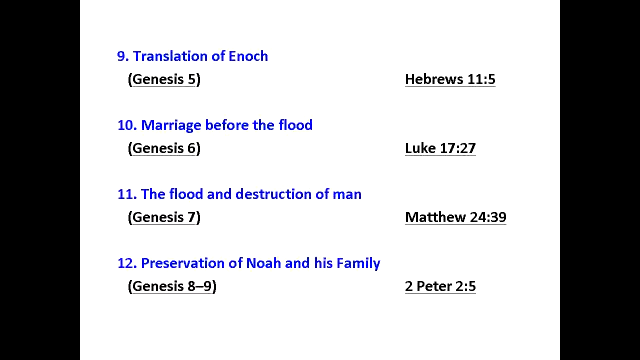 9. Translation of Enoch
(Genesis 5) Hebrews 11:5
10. Marriage before the flood
(Genesis 6) Luke 17:27
11. The flood and destruction of man
(Genesis 7) Matthew 24:39
12. Preservation of Noah and his Family
(Genesis 8–9) 2 Peter 2:5